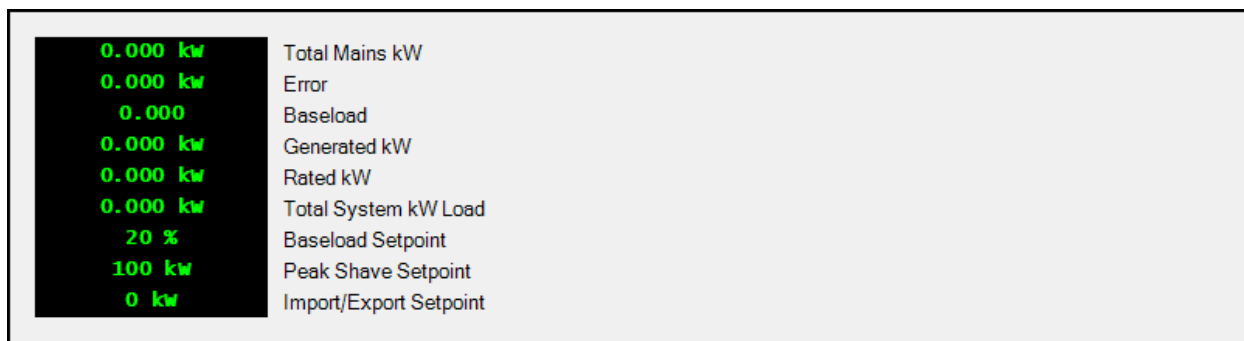 0.000 kW Total Mains kW
0.000 kW Error
0.000 Baseload
0.000 kW Generated kW
0.000 kW Rated kW
0.000 kW Total System kW Load
20 % Baseload Setpoint
100 kW Peak Shave Setpoint
0 kW Import/Export Setpoint